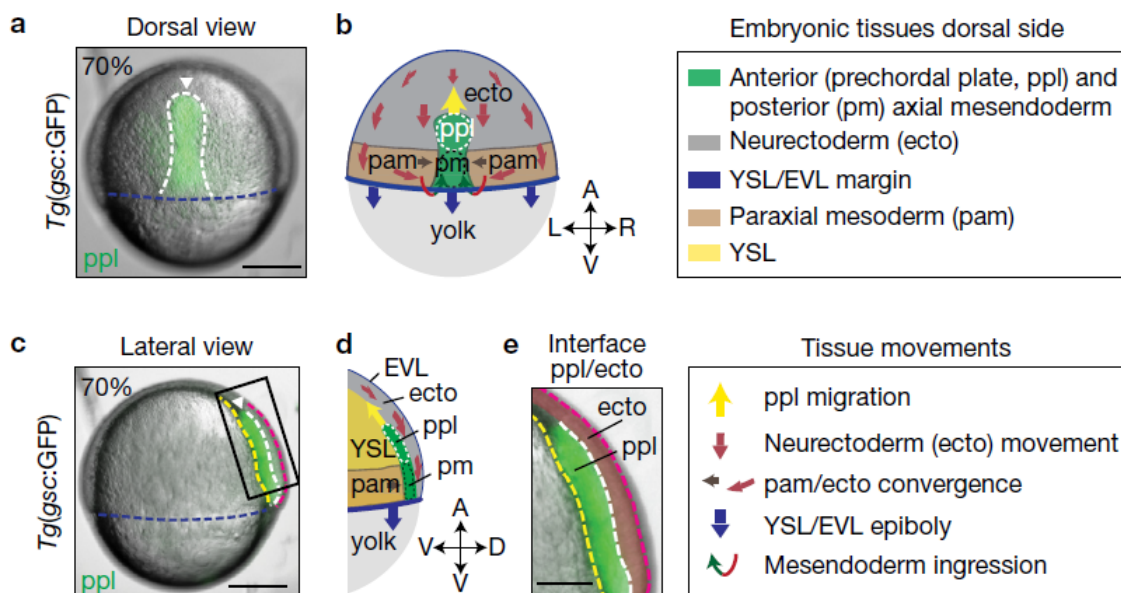 a
Dorsal view
70%
Tg(gsc:GFP)
ppl
b
ecto
ppl
pam
pm
pam
yolk
A
L
R
V
Embryonic tissues dorsal side
Anterior (prechordal plate, ppl) and
posterior (pm) axial mesendoderm
Neurectoderm (ecto)
YSL/EVL margin
Paraxial mesoderm (pam)
YSL
c
Lateral view
70%
Tg(gsc:GFP)
ppl
d
EVL
ecto
ppl
YSL
pm
pam
yolk
A
V
D
V
e
Interface
ppl/ecto
ecto
ppl
Tissue movements
ppl migration
Neurectoderm (ecto) movement
pam/ecto convergence
YSL/EVL epiboly
Mesendoderm ingression